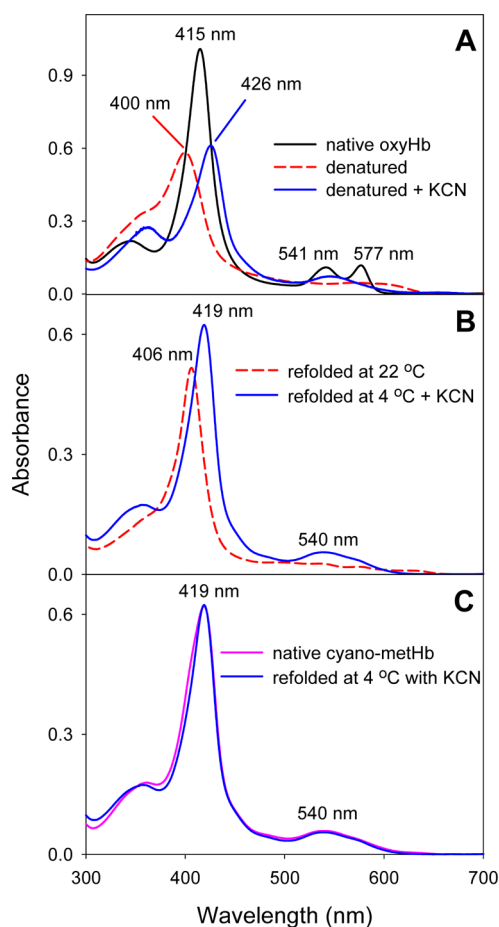 A
415 nm
400 nm
426 nm
native oxyHb
denatured
denatured + KCN
541 nm
577 nm
0.9
0.6
0.3
0.0
B
419 nm
406 nm
refolded at 22 °C
refolded at 4 °C + KCN
540 nm
0.6
0.3
0.0
Absorbance
C
419 nm
native cyano-metHb
refolded at 4 °C with KCN
540 nm
0.6
0.3
0.0
300 400 500 600 700
Wavelength (nm)